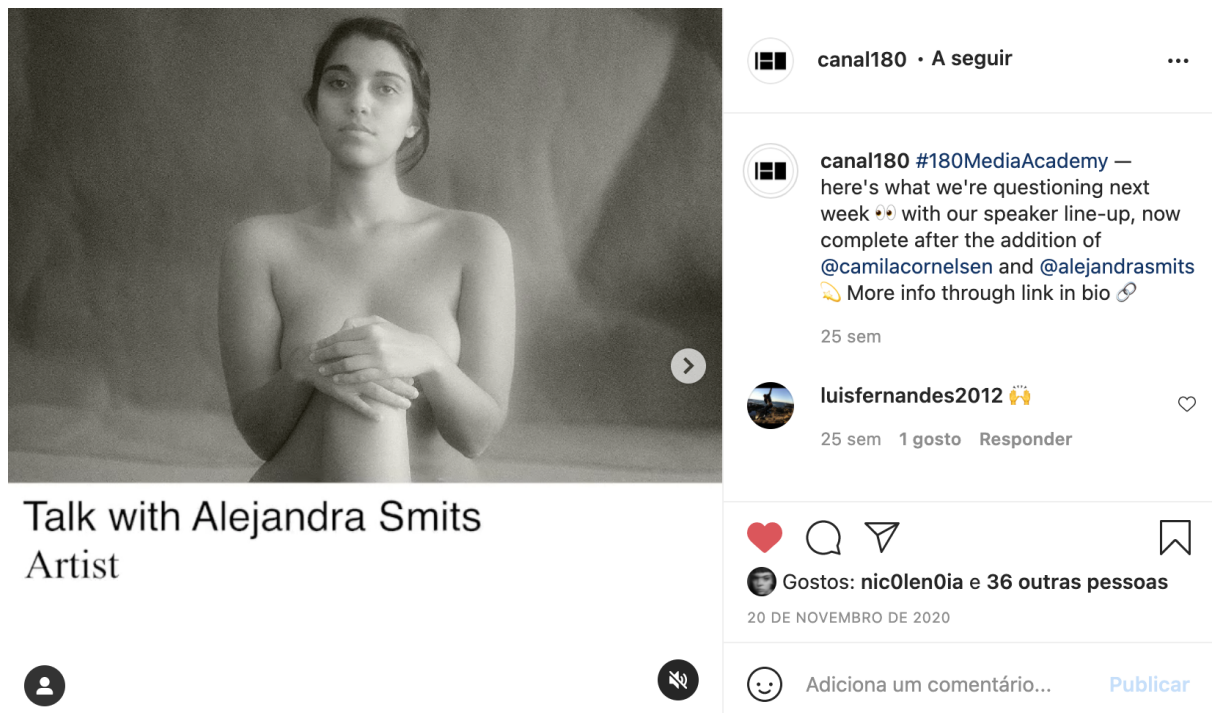 Talk with Alejandra Smits
Artist
canal180 • A seguir
canal180 #180MediaAcademy —
here's what we're questioning next
week 👀 with our speaker line-up, now
complete after the addition of
@camilacornelsen and @alejandrasmits
💫 More info through link in bio 🔗
25 sem
luisfernandes2012 🙌
25 sem 1 gosto Responder
Gostos: nic0len0ia e 36 outras pessoas
20 DE NOVEMBRO DE 2020
Adiciona um comentário... Publicar